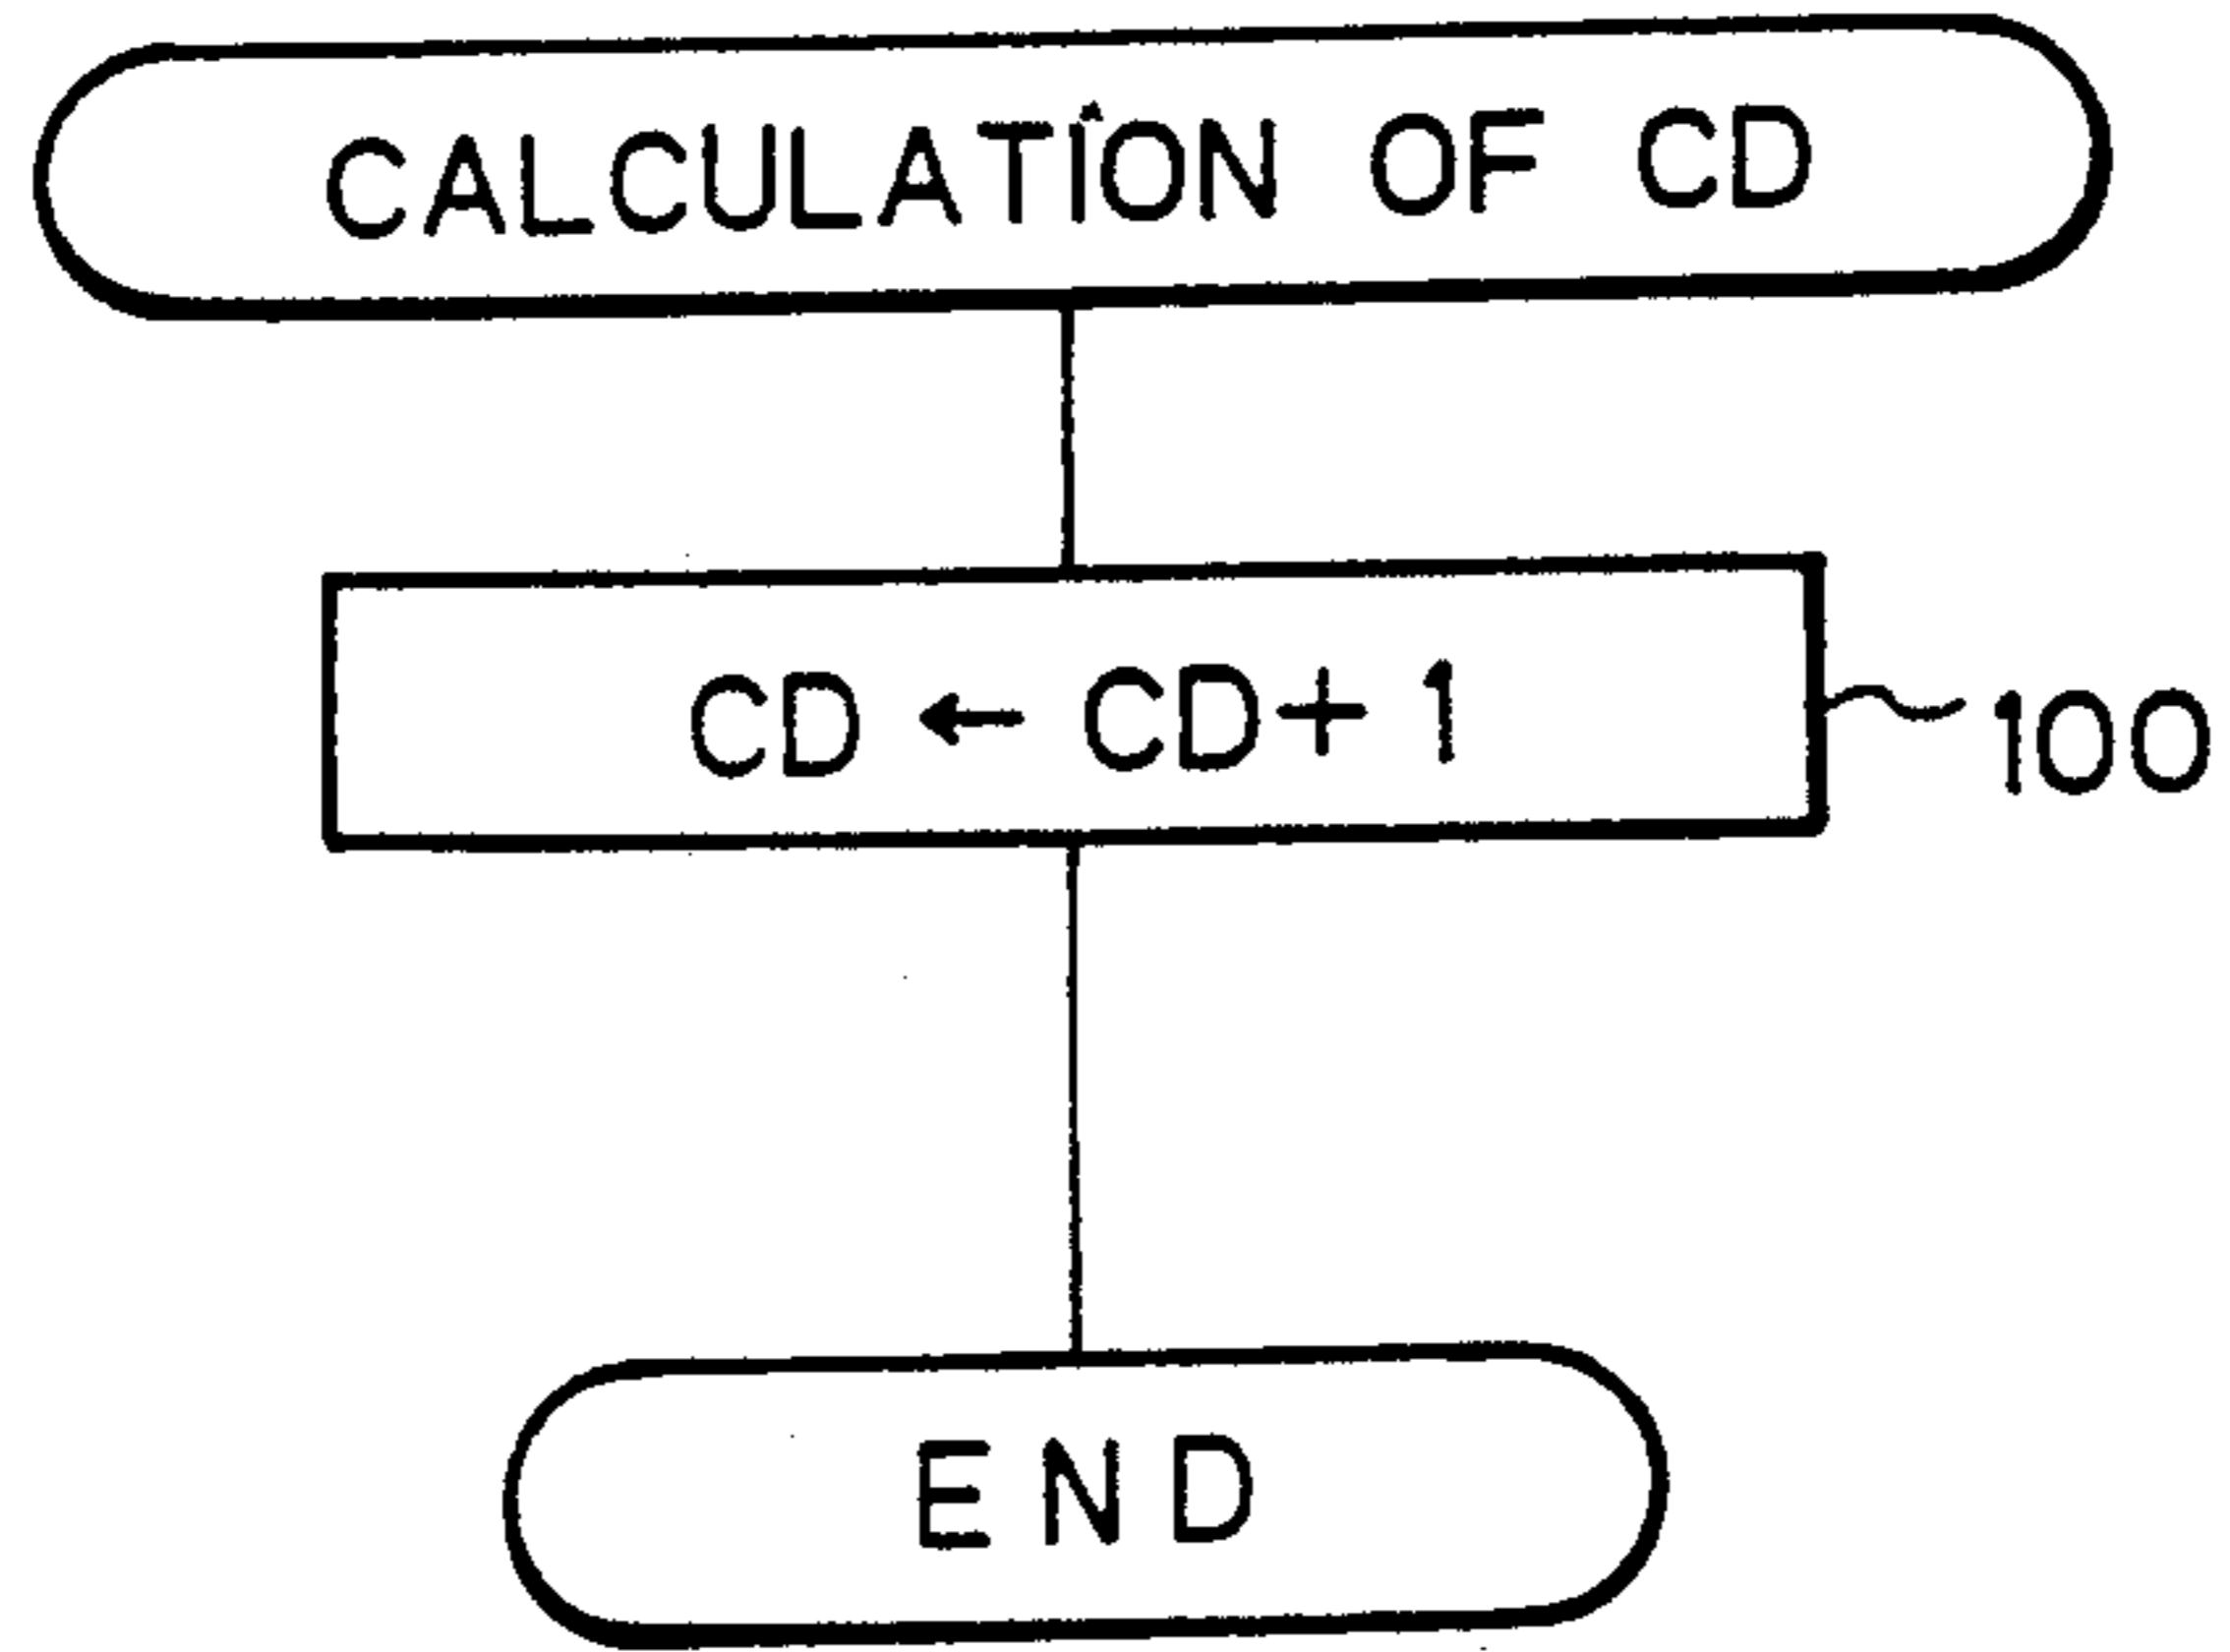 CALCULATION OF CD
CD ← CD + 1
100
END